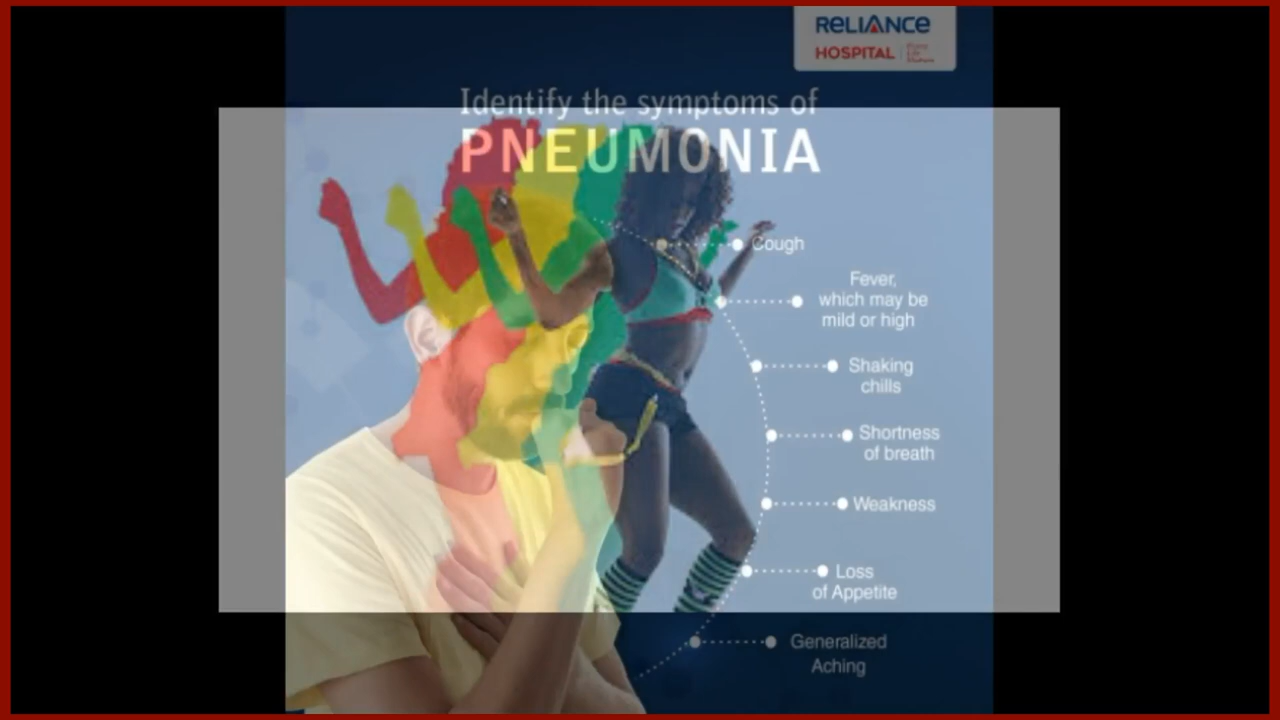 RELIANCE
HOSPITAL
Identify the symptoms of
PNEUMONIA
Cough
Fever,
which may be
mild or high
Shaking
chills
Shortness
of breath
Weakness
Loss
of Appetite
Generalized
Aching